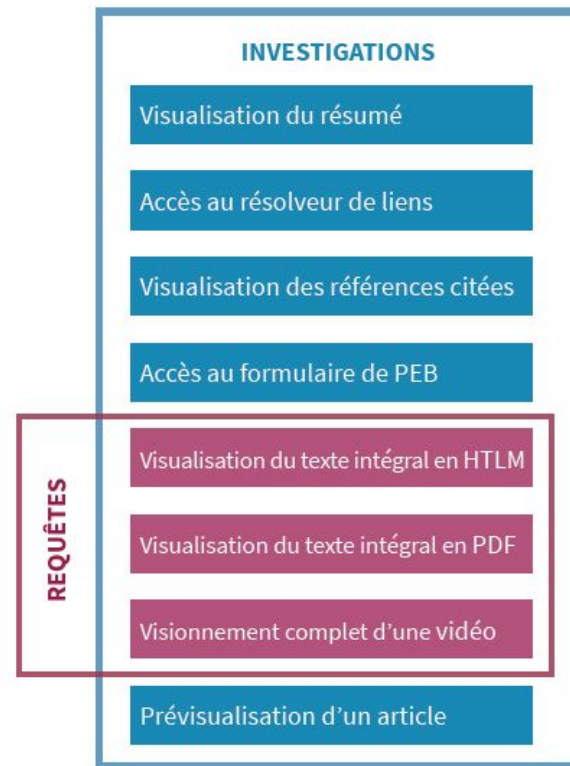 INVESTIGATIONS
Visualisation du résumé
Accès au résolveur de liens
Visualisation des références citées
Accès au formulaire de PEB
REQUÊTES
Visualisation du texte intégral en HTLM
Visualisation du texte intégral en PDF
Visionnement complet d'une vidéo
Prévisualisation d'un article